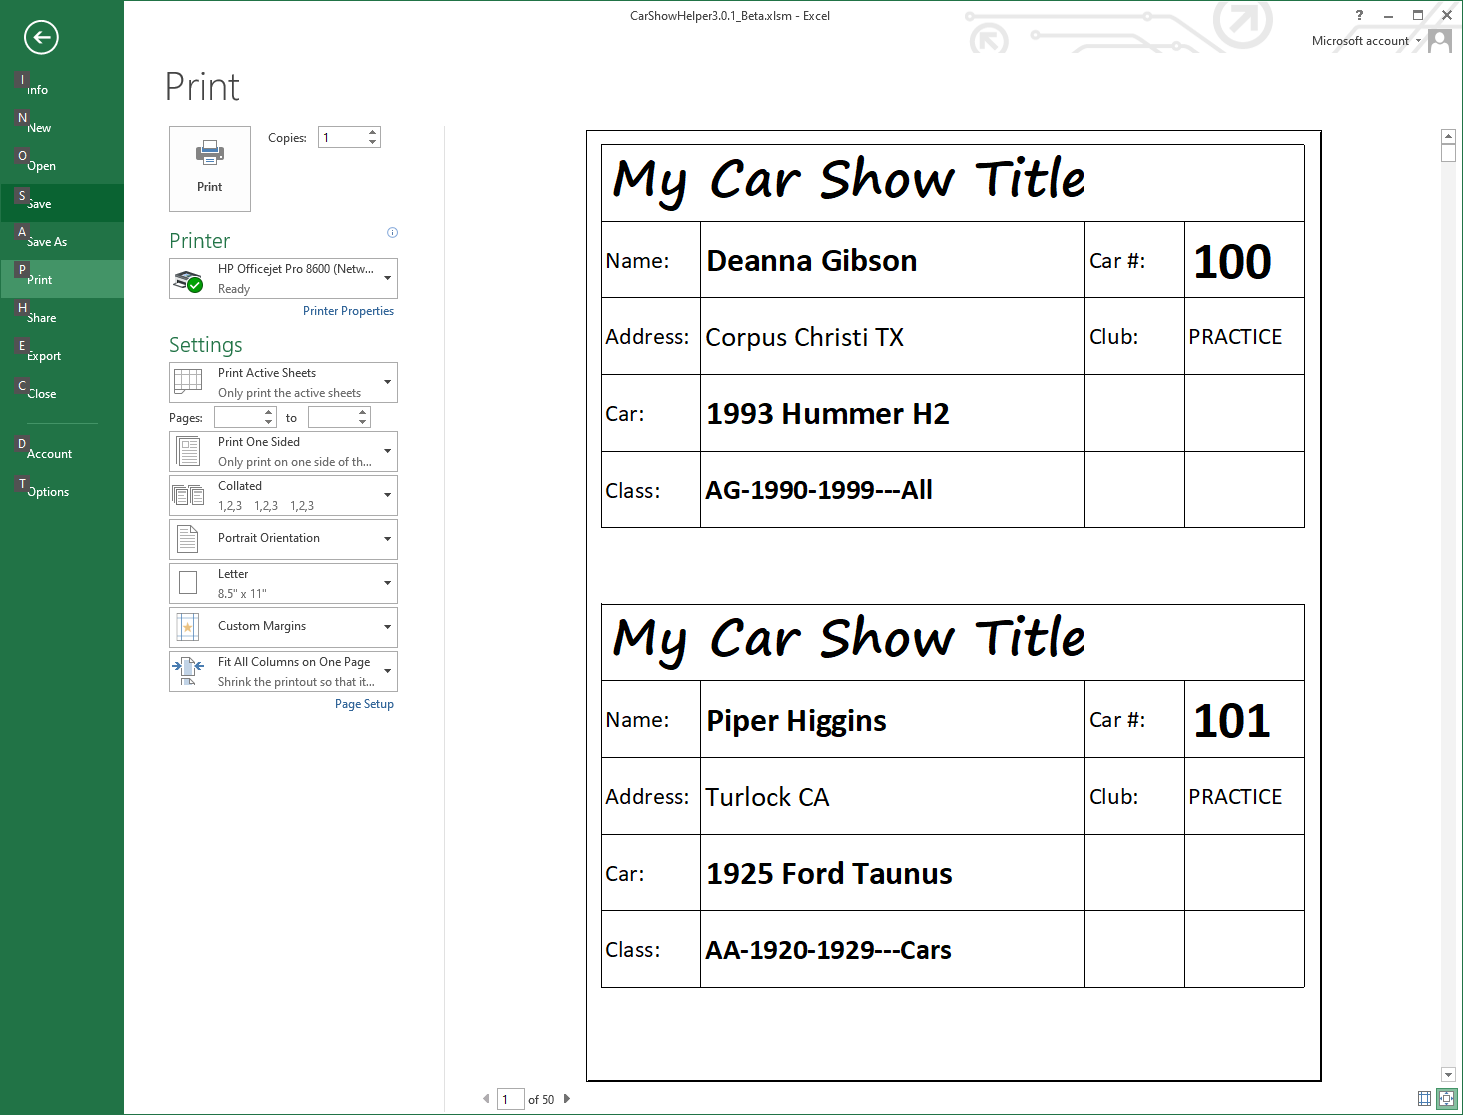 CarShowHelper3.0.1_Beta.xlsm - Excel
?
Microsoft account
I
Info
N
New
O
Open
S
Save
A
Save As
P
Print
H
Share
E
Export
C
Close
D
Account
T
Options
Print
Print
Copies: 1
Printer
HP Officejet Pro 8600 (Netw...
Ready
Printer Properties
Settings
Print Active Sheets
Only print the active sheets
Pages: to
Print One Sided
Only print on one side of th...
Collated
1,2,3 1,2,3 1,2,3
Portrait Orientation
Letter
8.5" x 11"
Custom Margins
Fit All Columns on One Page
Shrink the printout so that it...
Page Setup
My Car Show Title
Name: Deanna Gibson Car #: 100
Address: Corpus Christi TX Club: PRACTICE
Car: 1993 Hummer H2
Class: AG-1990-1999---All
My Car Show Title
Name: Piper Higgins Car #: 101
Address: Turlock CA Club: PRACTICE
Car: 1925 Ford Taunus
Class: AA-1920-1929---Cars
1 of 50